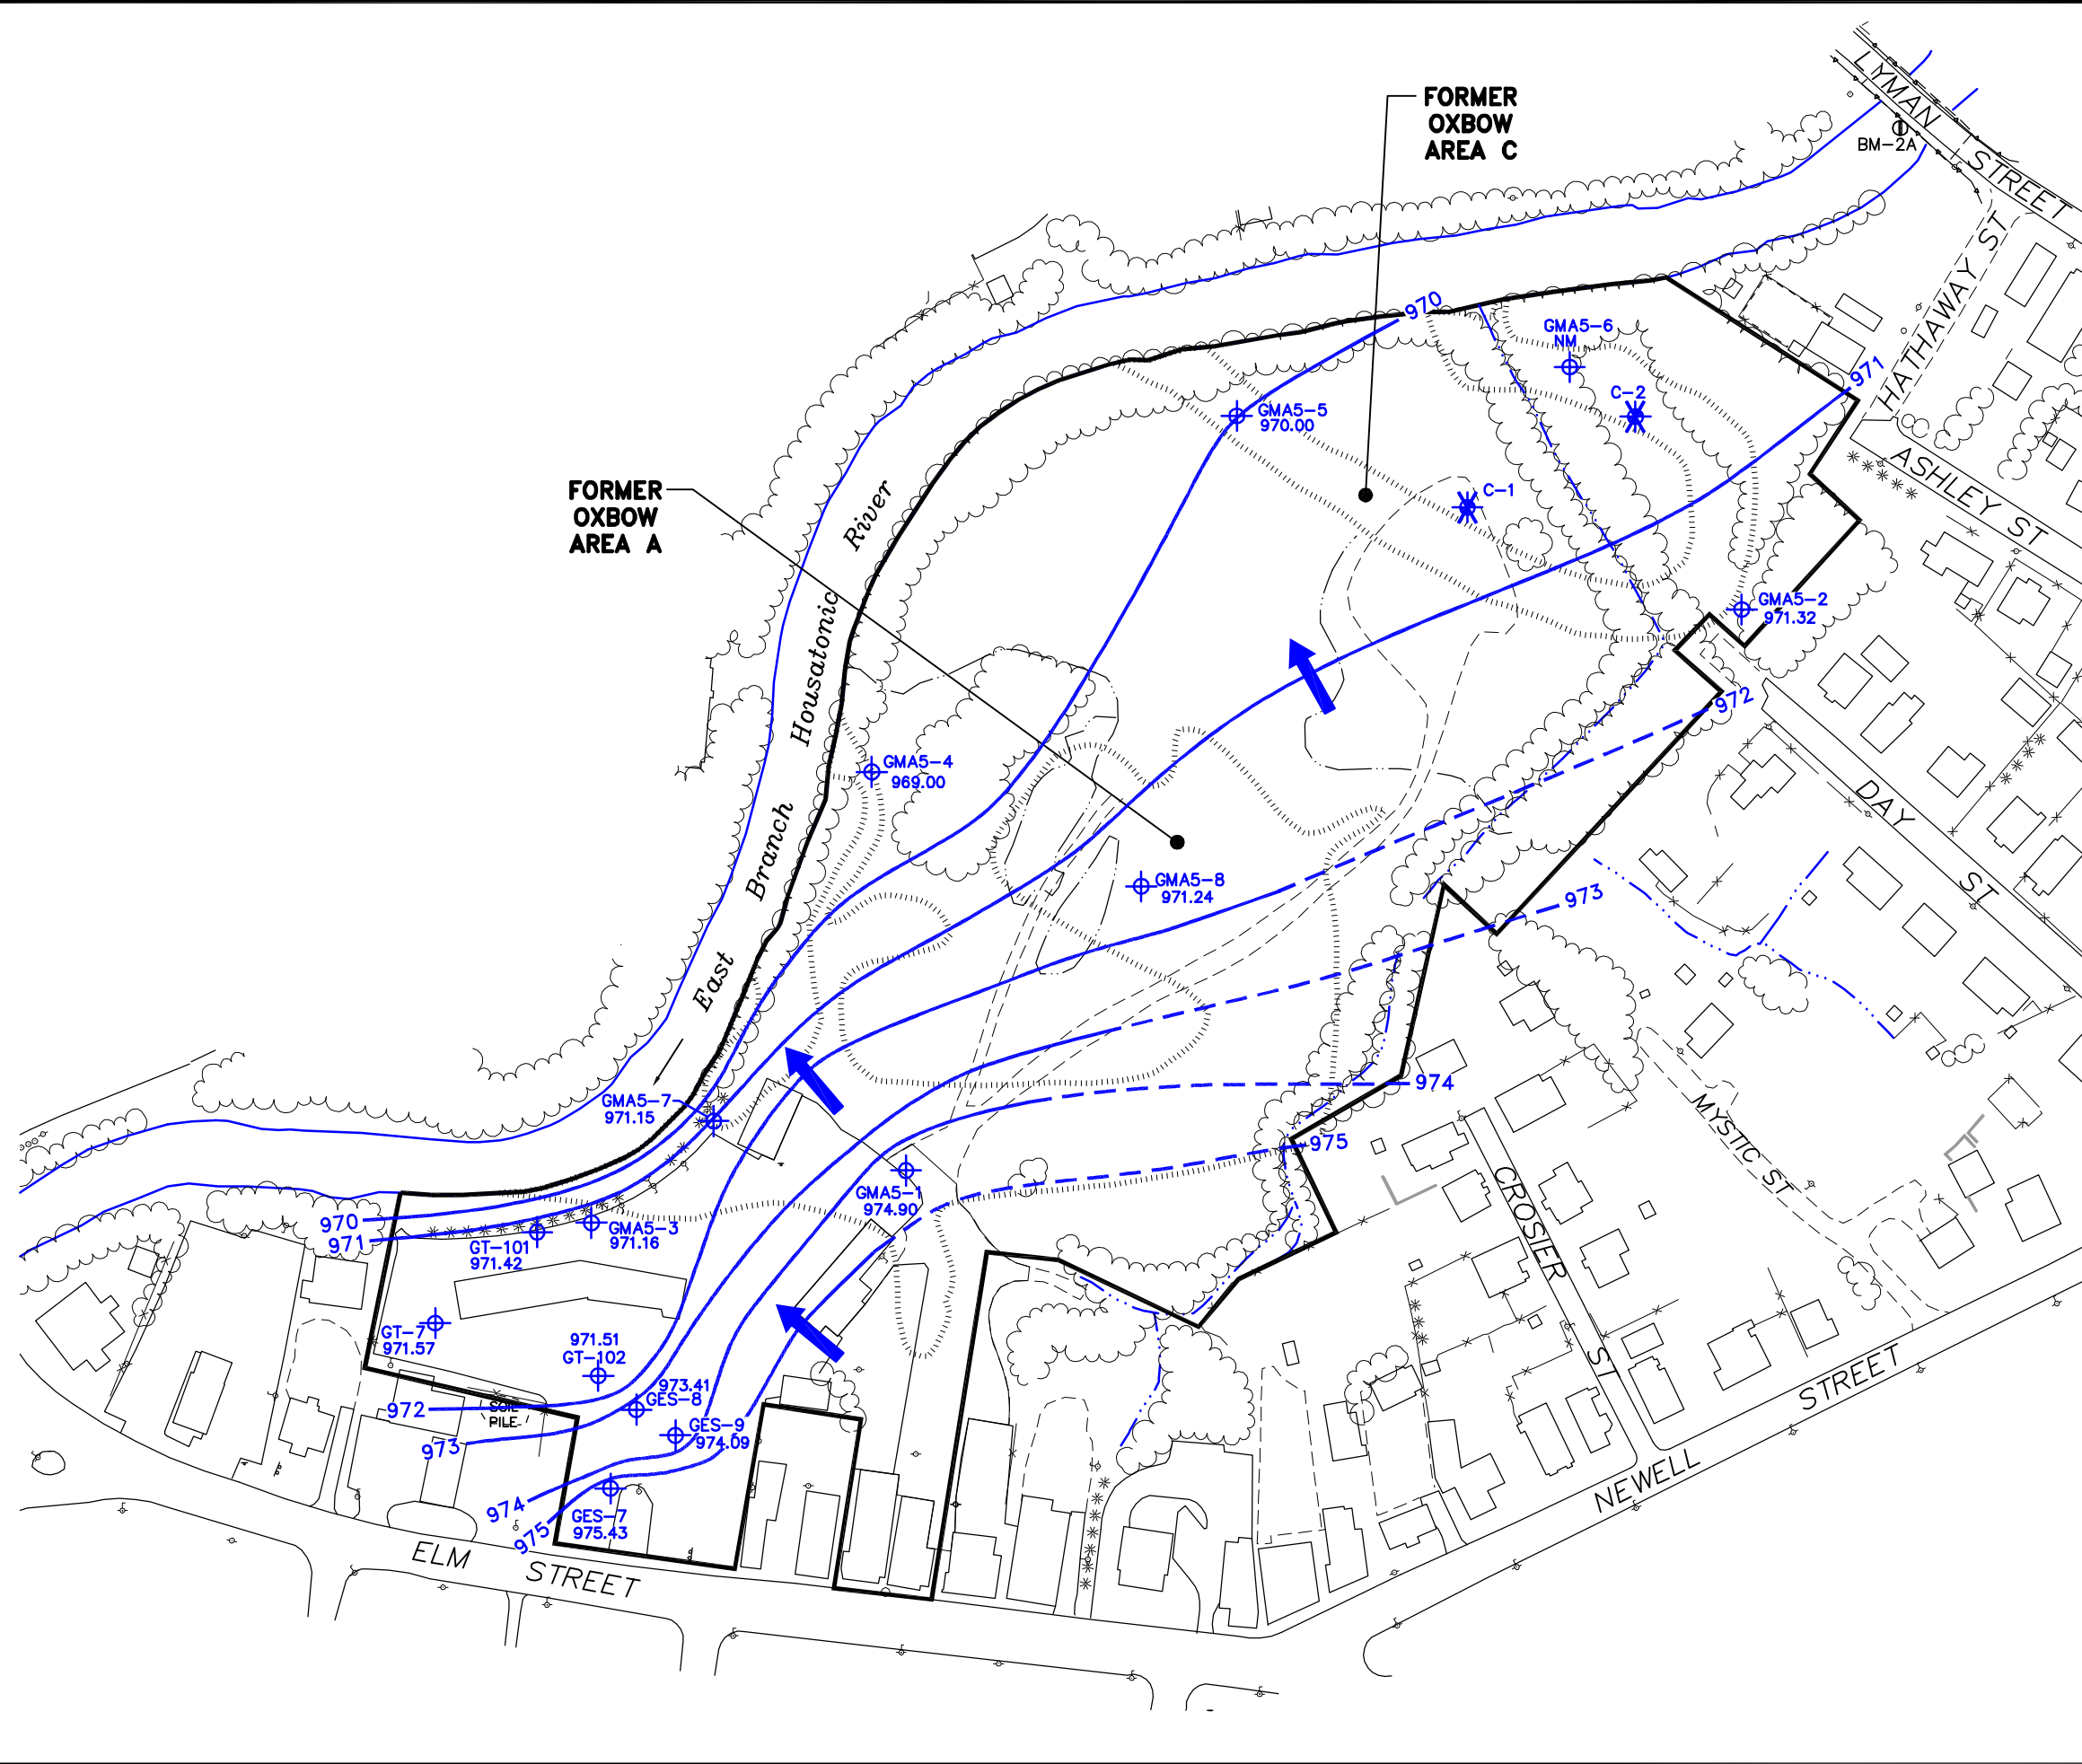 FORMER
OXBOW
AREA C
LYMAN STREET
BM-2A
HATHAWAY ST
970
GMA5-6
NM
971
C-2
GMA5-5
970.00
ASHLEY ST
FORMER
OXBOW
AREA A
C-1
East Branch Housatonic River
GMA5-2
971.32
972
GMA5-4
969.00
DAY ST
GMA5-8
971.24
973
974
GMA5-7
971.15
MYSTIC ST
975
GMA5-1
974.90
CROSIER ST
970
971
GMA5-3
971.16
GT-101
971.42
GT-7
971.57
971.51
GT-102
973.41
GES-8
972
SOIL
PILE
GES-9
974.09
973
974
975
GES-7
975.43
NEWELL STREET
ELM STREET